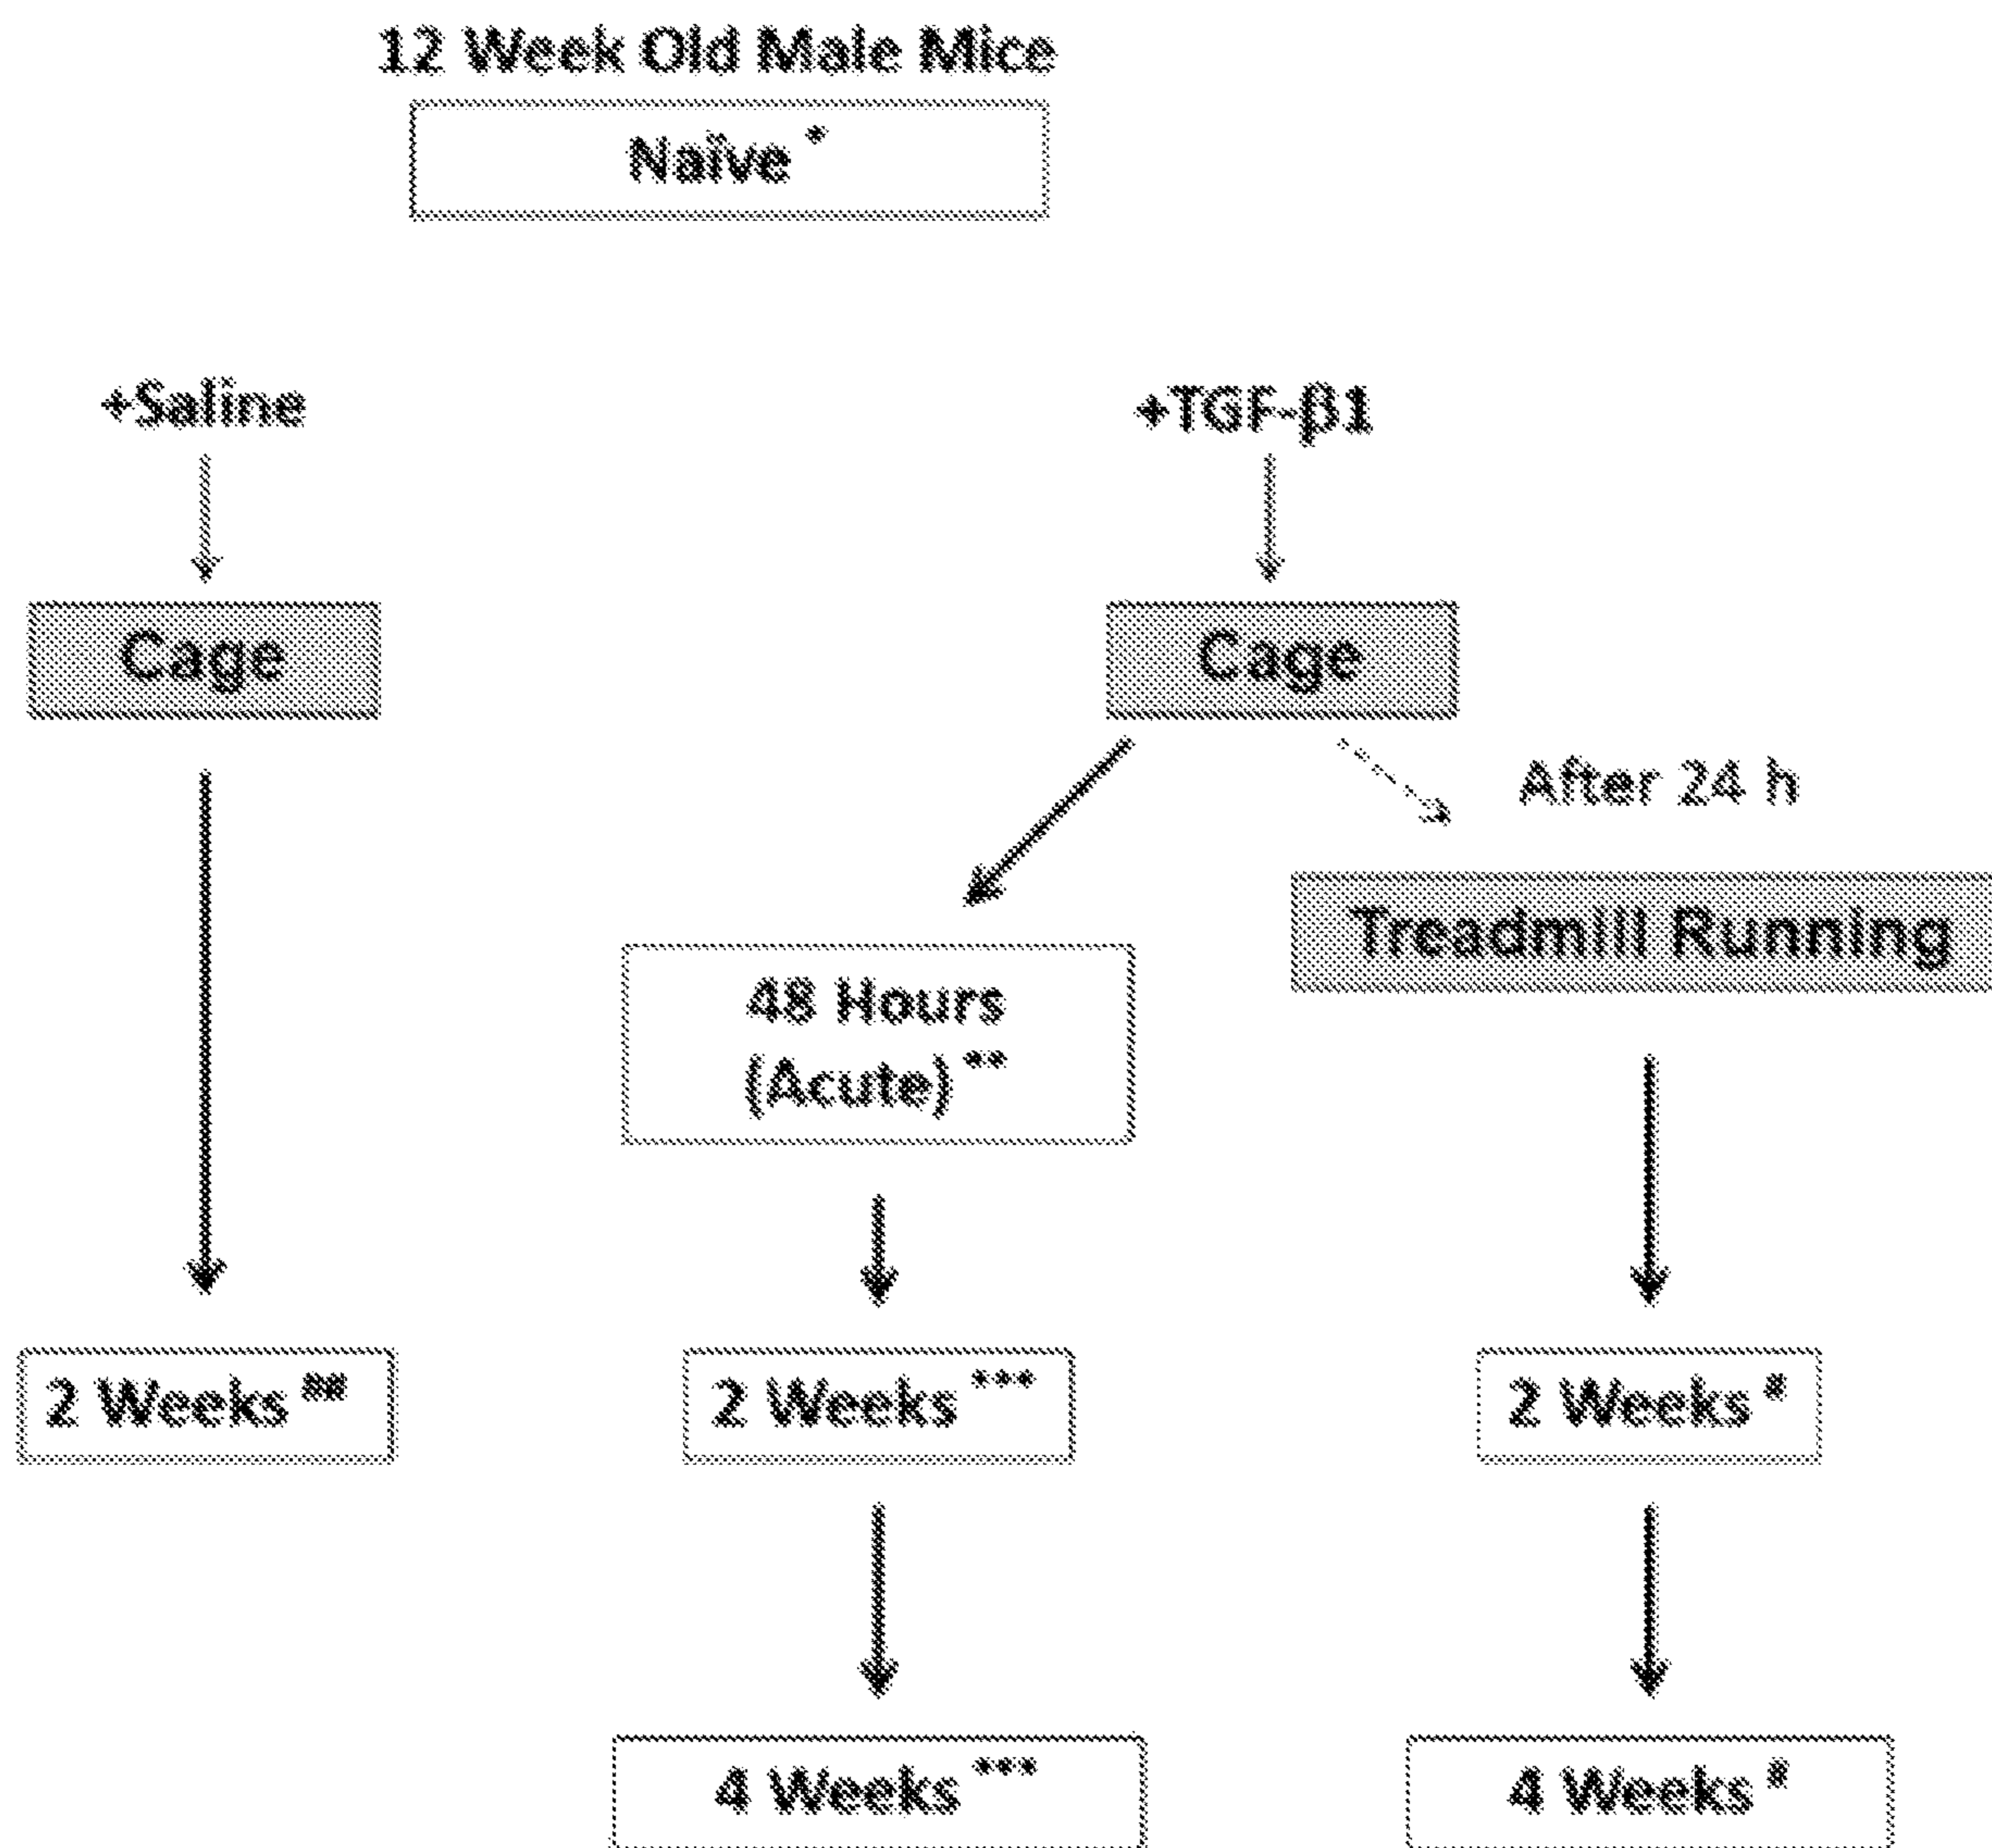 12 Week Old Male Mice
Naïve *
+Saline
+TGF-β1
Cage
Cage
After 24 h
Treadmill Running
48 Hours
(Acute) **
2 Weeks ##
2 Weeks ***
2 Weeks #
4 Weeks ***
4 Weeks #